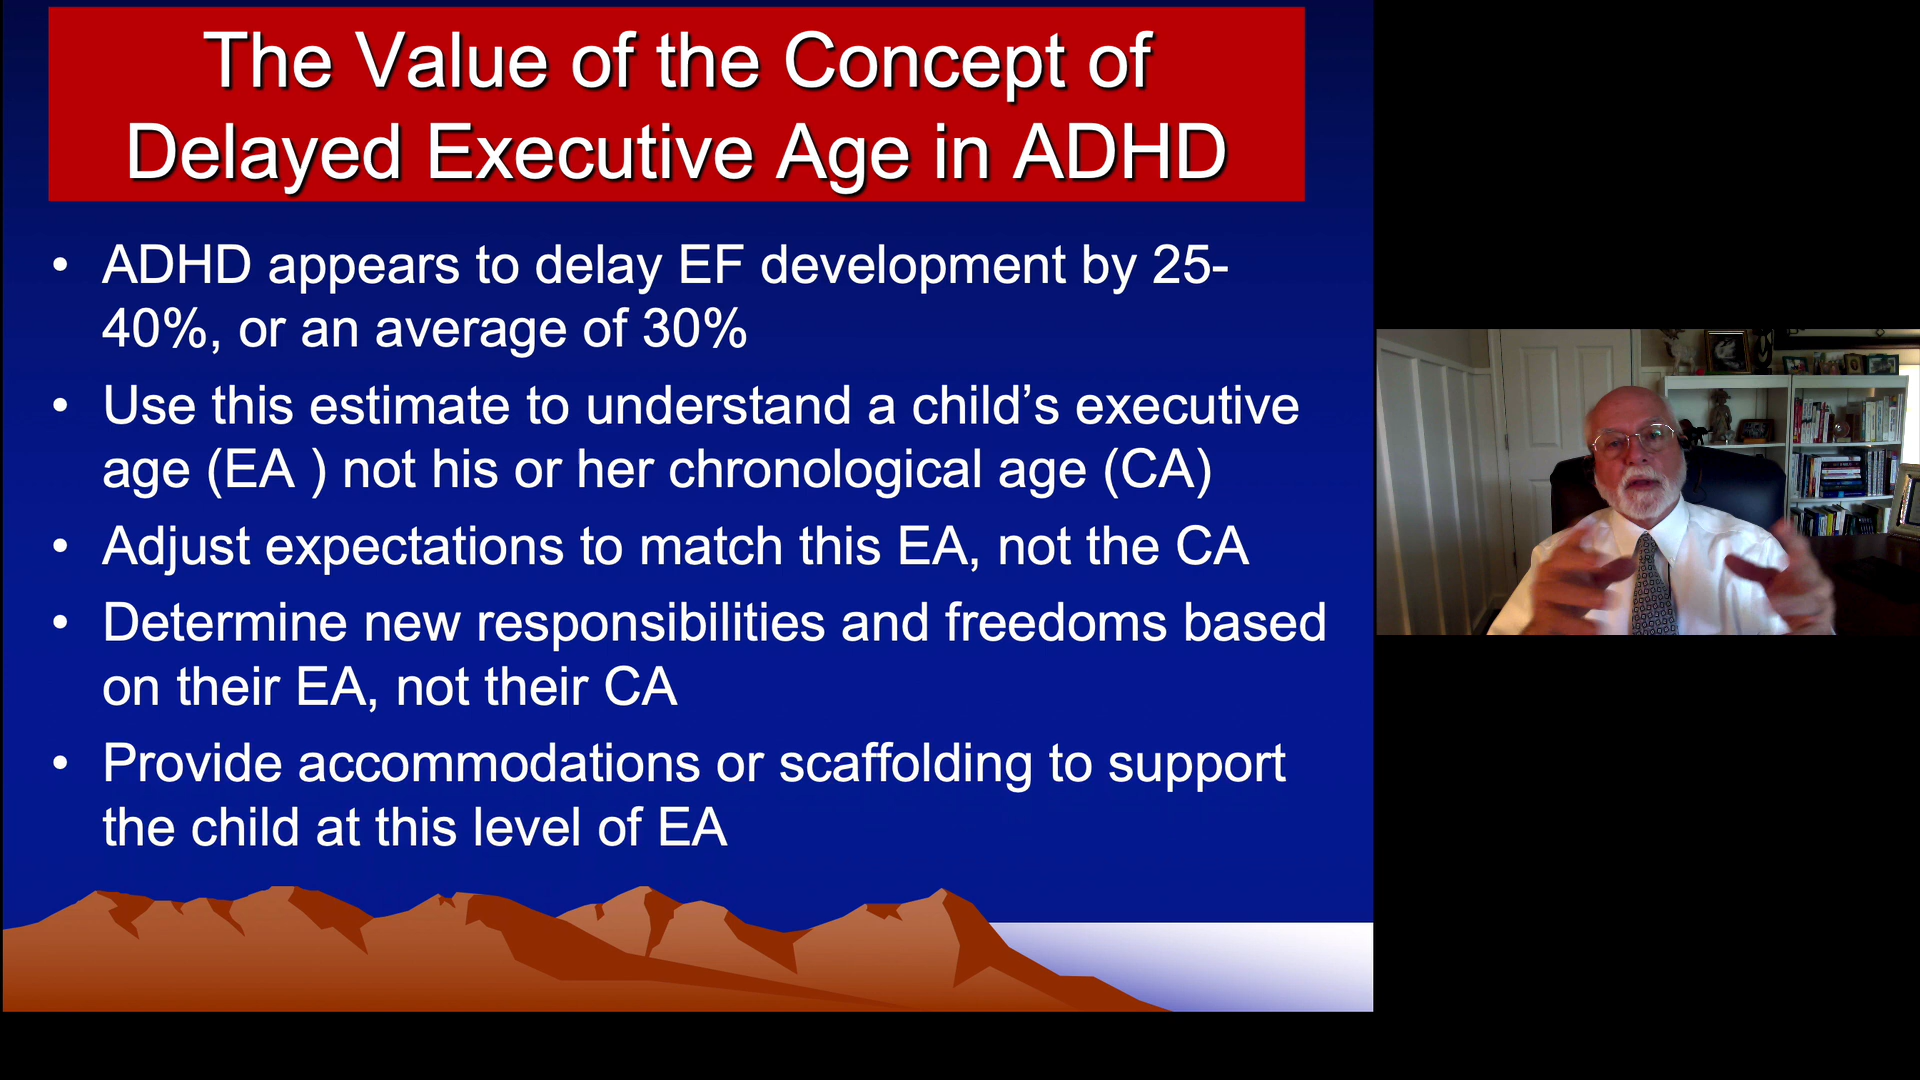 The Value of the Concept of
Delayed Executive Age in ADHD
• ADHD appears to delay EF development by 25-
40%, or an average of 30%
• Use this estimate to understand a child’s executive
age (EA ) not his or her chronological age (CA)
• Adjust expectations to match this EA, not the CA
• Determine new responsibilities and freedoms based
on their EA, not their CA
• Provide accommodations or scaffolding to support
the child at this level of EA